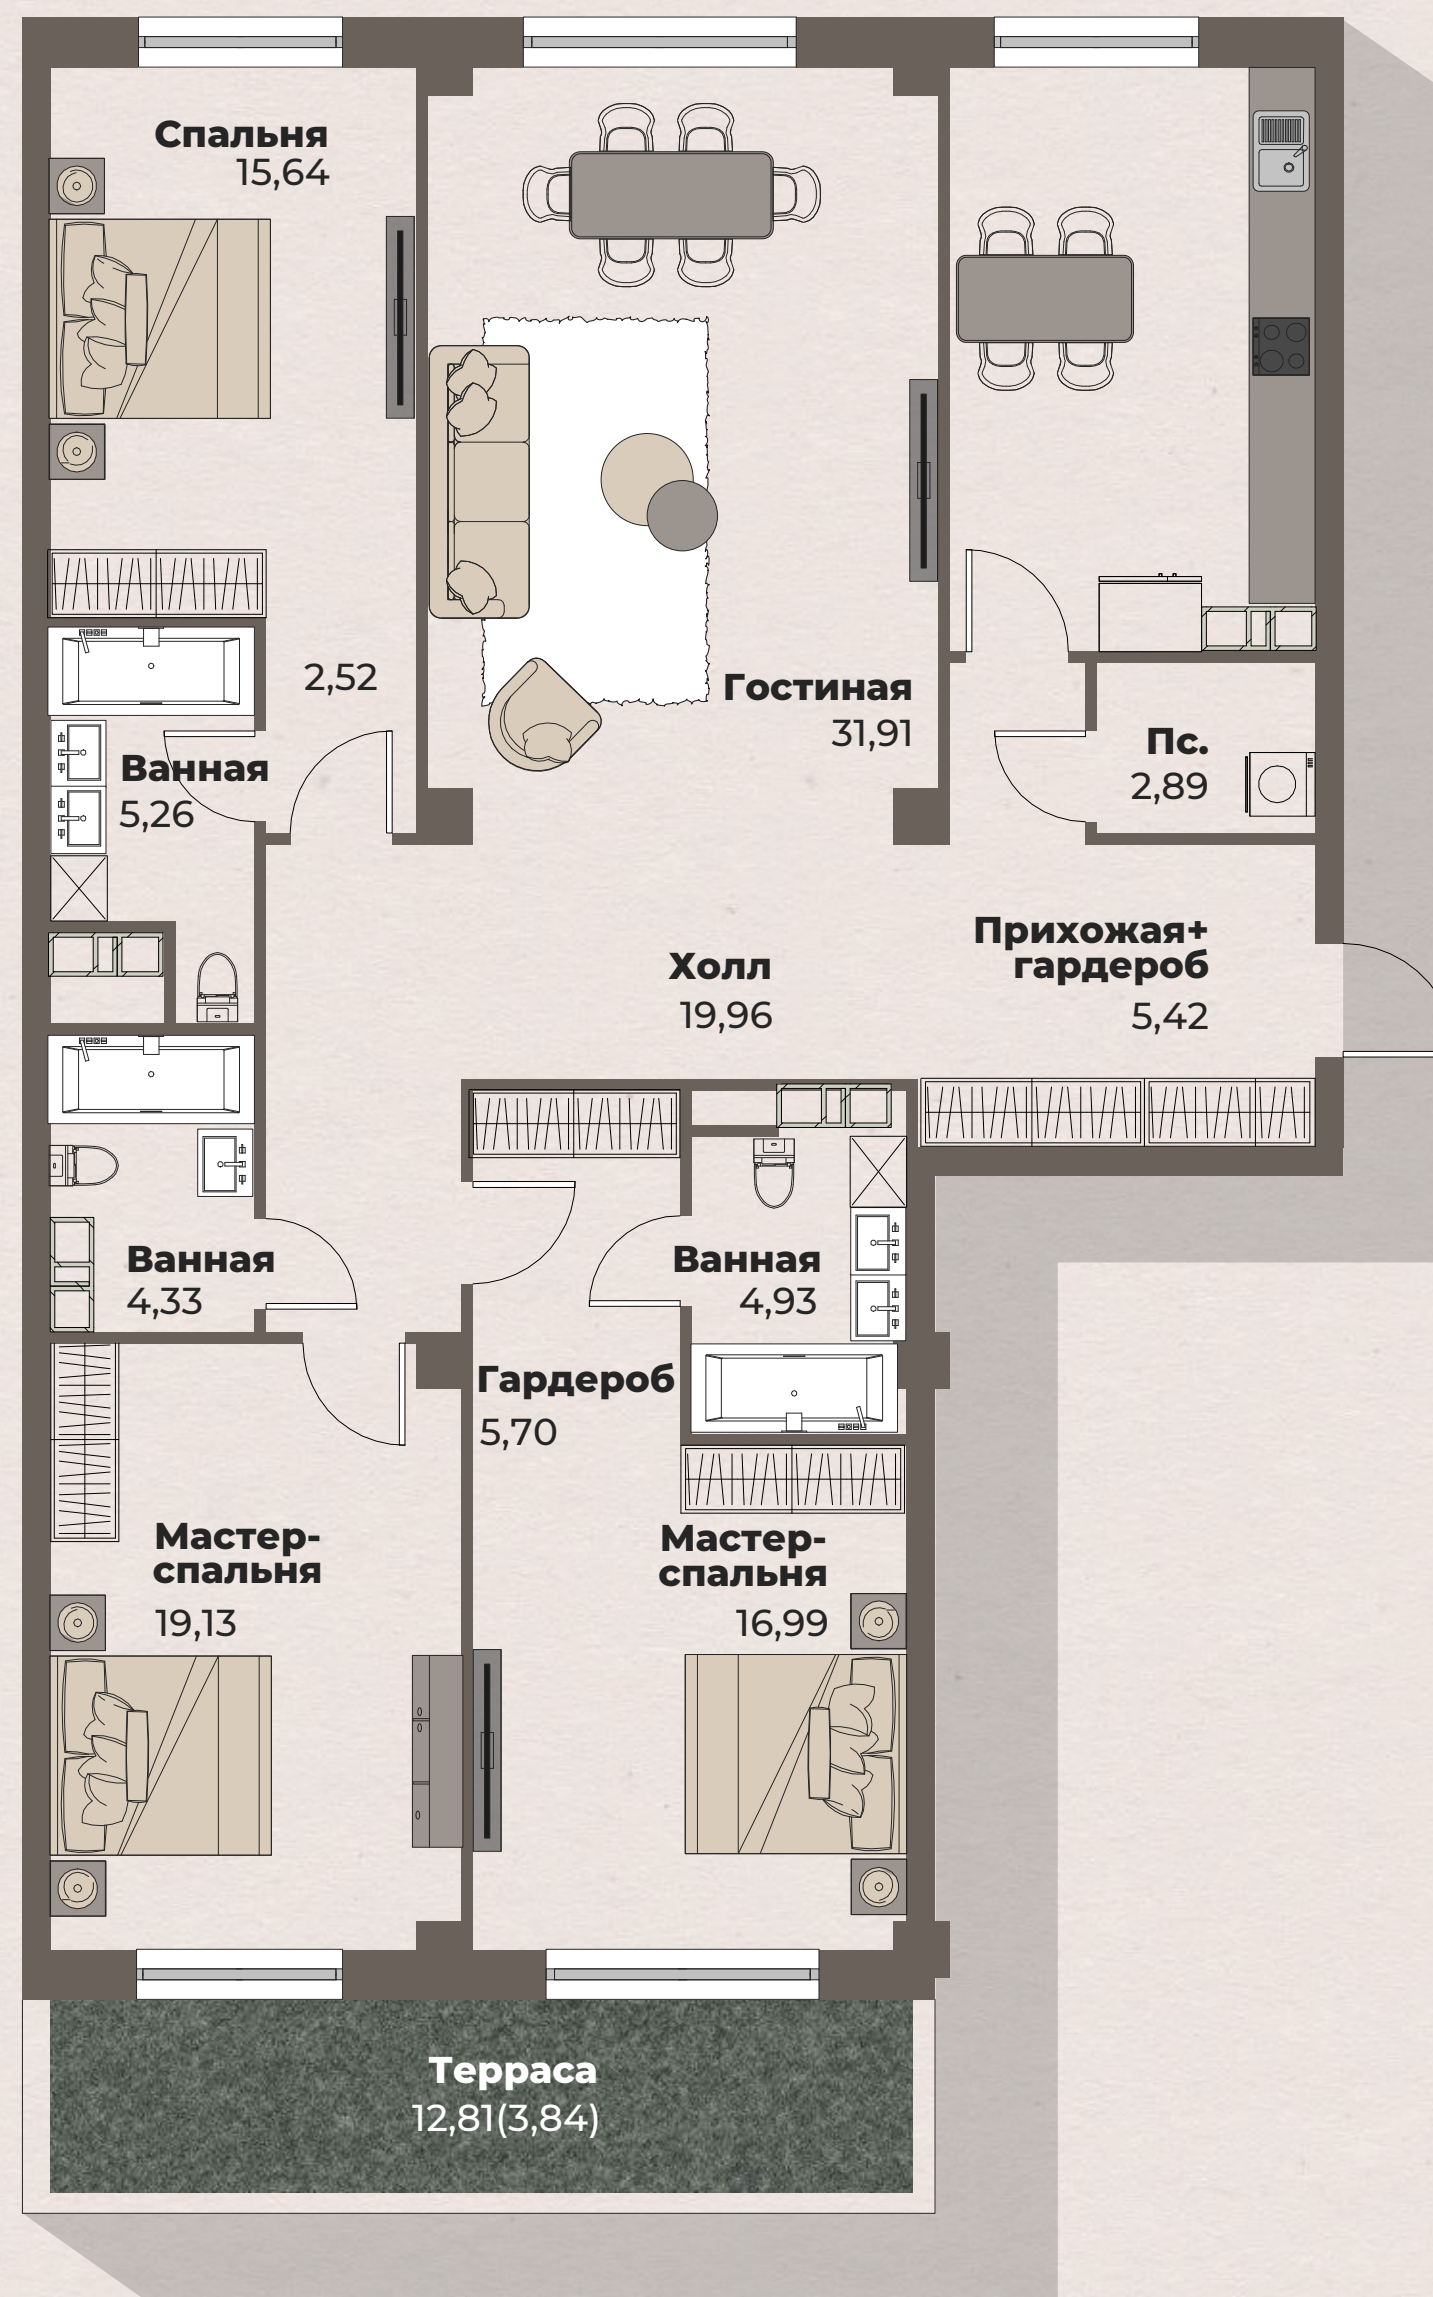 Спальня
15,64
2,52
Гостиная
31,91
Пс.
2,89
Ванная
5,26
Прихожая+
гардероб
5,42
Холл
19,96
Ванная
4,33
Ванная
4,93
Гардероб
5,70
Мастер-
спальня
19,13
Мастер-
спальня
16,99
Терраса
12,81(3,84)